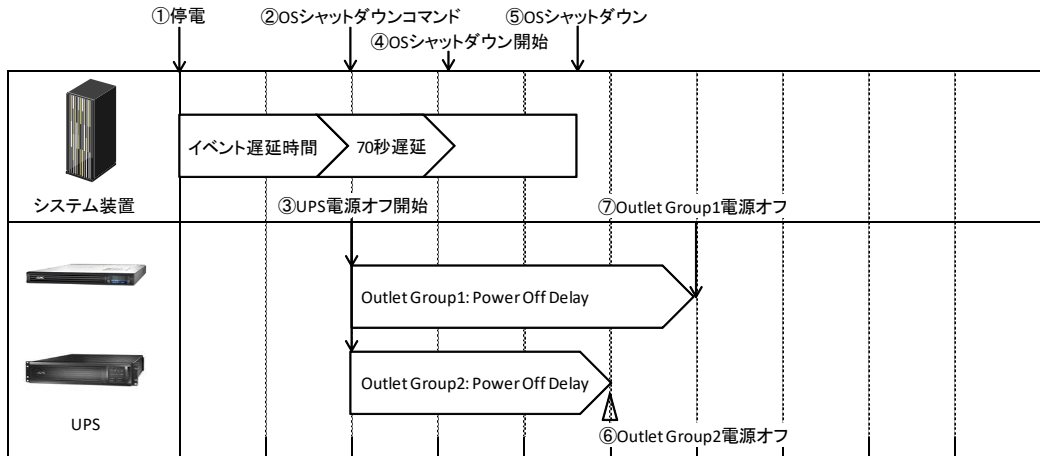 ①停電
②OSシャットダウンコマンド
⑤OSシャットダウン
④OSシャットダウン開始
イベント遅延時間
70秒遅延
システム装置
③UPS電源オフ開始
⑦Outlet Group1電源オフ
Outlet Group1: Power Off Delay
Outlet Group2: Power Off Delay
UPS
⑥Outlet Group2電源オフ